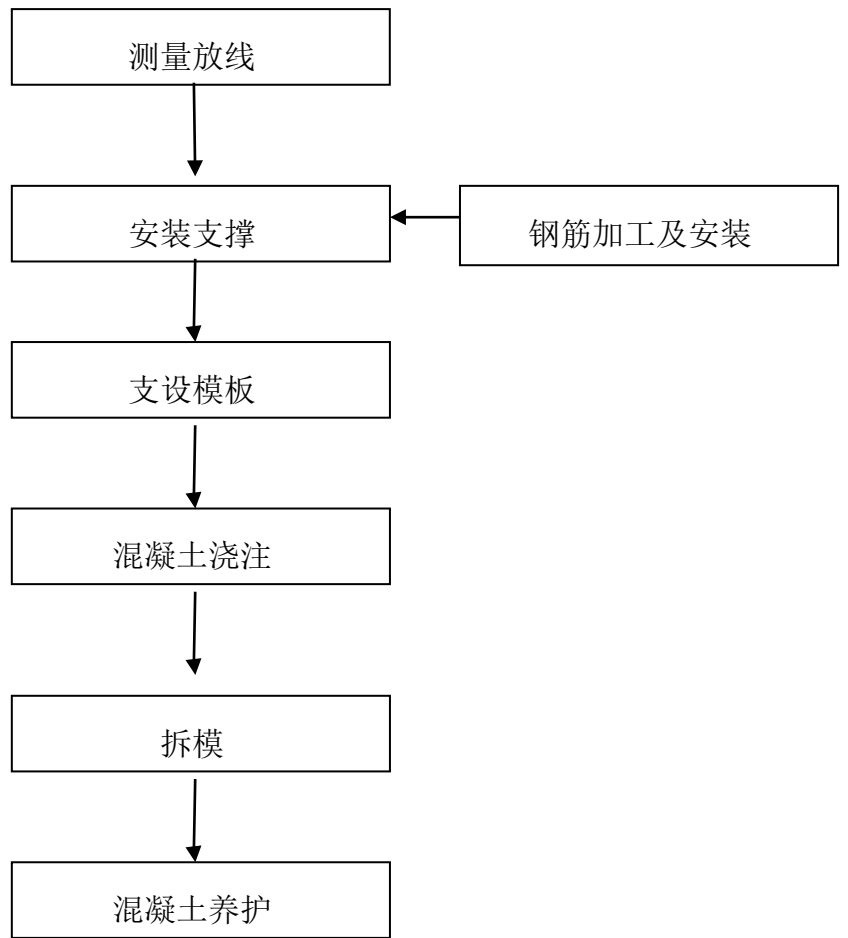 测量放线
安装支撑
钢筋加工及安装
支设模板
混凝土浇注
拆模
混凝土养护